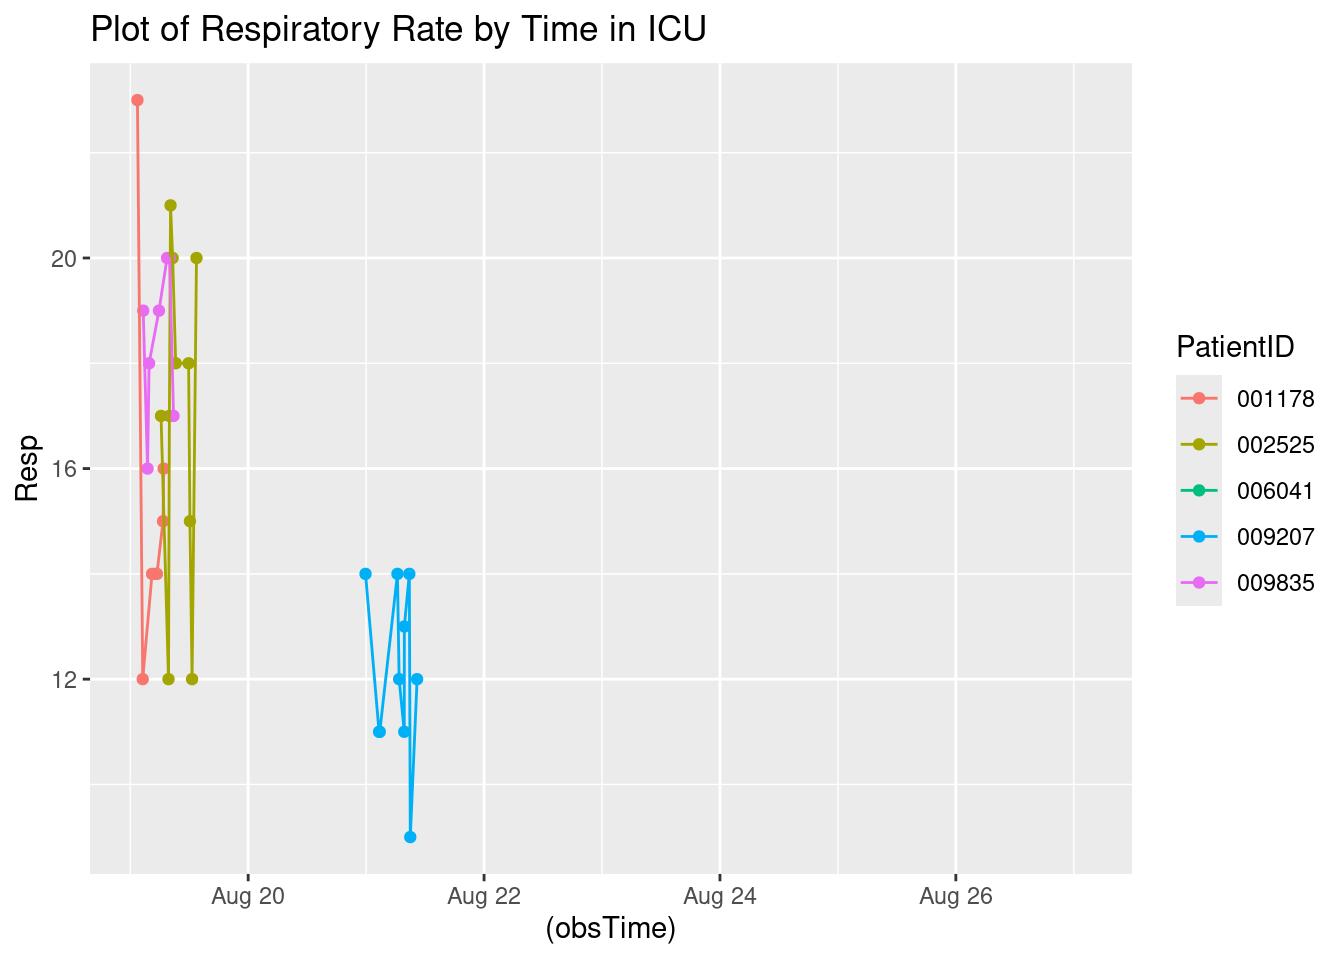 Plot of Respiratory Rate by Time in ICU
20
16
12
Resp
Aug 20 Aug 22 Aug 24 Aug 26
(obsTime)
PatientID
001178
002525
006041
009207
009835